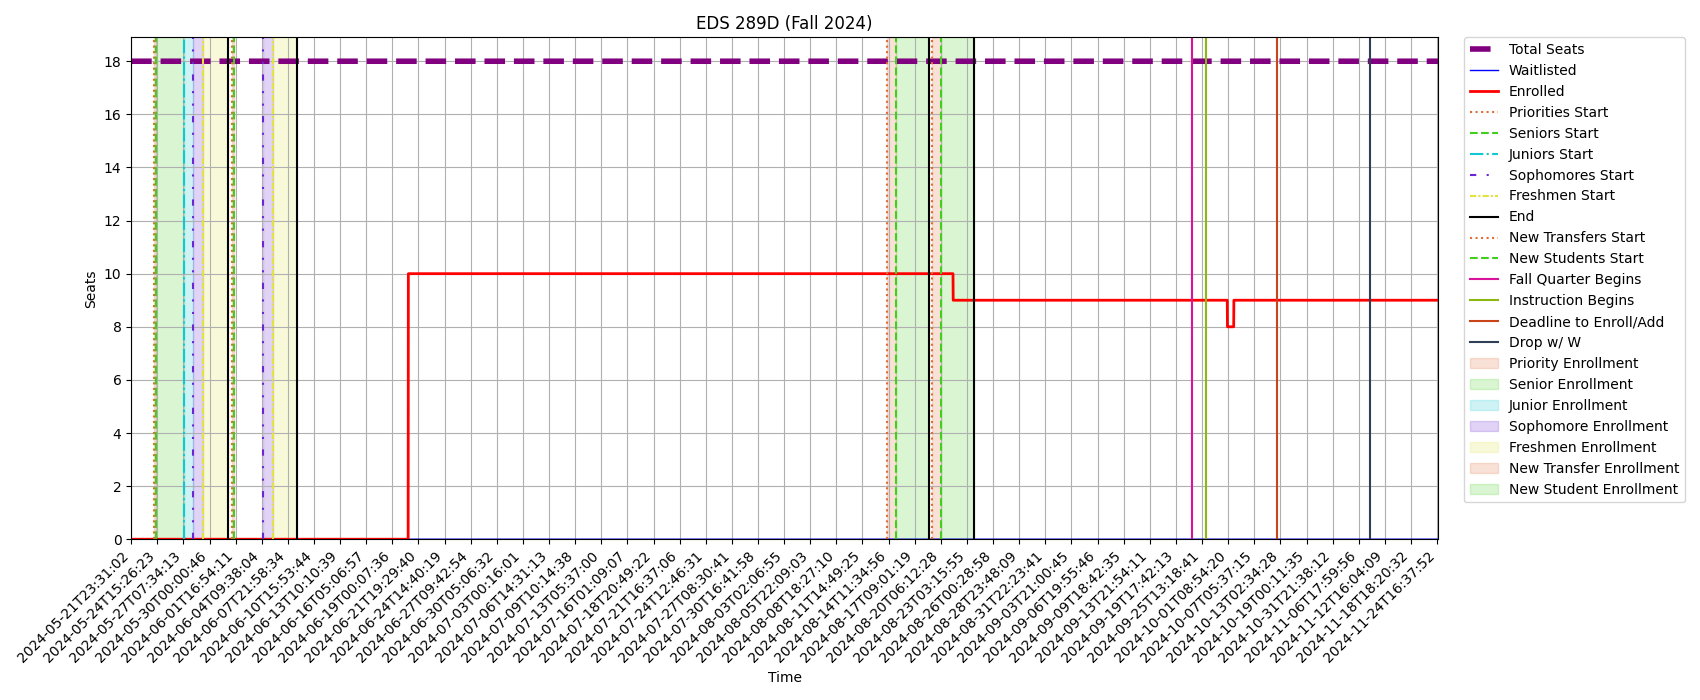 EDS 289D (Fall 2024)
Seats
18
16
14
12
10
8
6
4
2
0
2024-05-21T23:31:02
2024-05-24T15:26:23
2024-05-27T07:34:13
2024-05-30T00:00:46
2024-06-01T16:54:11
2024-06-04T09:38:04
2024-06-07T21:58:34
2024-06-10T15:53:44
2024-06-13T10:10:39
2024-06-16T05:06:57
2024-06-19T00:07:36
2024-06-21T19:29:40
2024-06-24T14:40:19
2024-06-27T09:42:54
2024-06-30T05:06:32
2024-07-03T00:16:01
2024-07-06T14:31:13
2024-07-09T10:14:38
2024-07-13T05:37:00
2024-07-16T01:09:07
2024-07-18T20:49:22
2024-07-21T16:37:06
2024-07-24T12:46:31
2024-07-27T08:30:41
2024-07-30T16:41:58
2024-08-03T02:06:55
2024-08-05T22:09:03
2024-08-08T18:27:10
2024-08-11T14:49:25
2024-08-14T11:34:56
2024-08-17T09:01:19
2024-08-20T06:12:28
2024-08-23T03:15:55
2024-08-26T00:28:58
2024-08-28T23:48:09
2024-08-31T22:23:41
2024-09-03T21:00:45
2024-09-06T19:55:46
2024-09-09T18:42:35
2024-09-13T21:54:11
2024-09-19T17:42:13
2024-09-25T13:18:41
2024-10-01T08:54:20
2024-10-07T05:37:15
2024-10-13T02:34:28
2024-10-19T00:11:35
2024-10-31T21:38:12
2024-11-06T17:59:56
2024-11-12T16:04:09
2024-11-18T18:20:32
2024-11-24T16:37:52
Time
Total Seats
Waitlisted
Enrolled
Priorities Start
Seniors Start
Juniors Start
Sophomores Start
Freshmen Start
End
New Transfers Start
New Students Start
Fall Quarter Begins
Instruction Begins
Deadline to Enroll/Add
Drop w/ W
Priority Enrollment
Senior Enrollment
Junior Enrollment
Sophomore Enrollment
Freshmen Enrollment
New Transfer Enrollment
New Student Enrollment